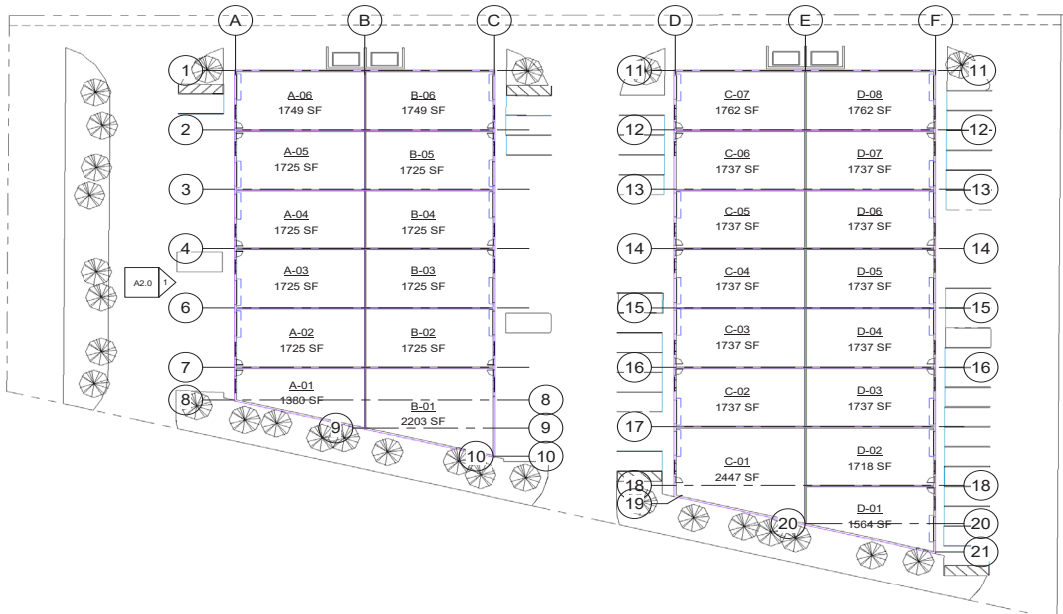 A B C D E F
1 11 11
A-06 B-06 C-07 D-08
1749 SF 1749 SF 1762 SF 1762 SF
2 12 12
A-05 B-05 C-06 D-07
1725 SF 1725 SF 1737 SF 1737 SF
3 13 13
A-04 B-04 C-05 D-06
1725 SF 1725 SF 1737 SF 1737 SF
4 14 14
A-03 B-03 C-04 D-05
1725 SF 1725 SF 1737 SF 1737 SF
A2.0 1
6 15 15
A-02 B-02 C-03 D-04
1725 SF 1725 SF 1737 SF 1737 SF
7 16 16
A-01 C-02 D-03
1380 SF 1737 SF 1737 SF
8 8
B-01
2203 SF
9 9 17
10 10
C-01 D-02
2447 SF 1718 SF
18 18
19
D-01
1564 SF
20 20
21